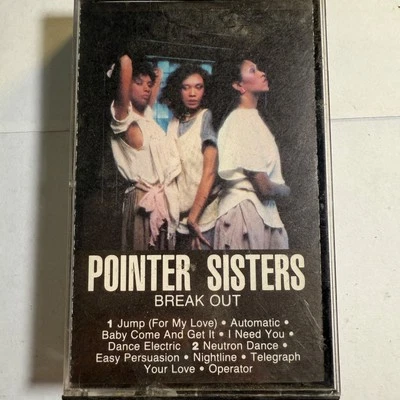 POINTER SISTERS
BREAK OUT
1 Jump (For My Love) • Automatic •
Baby Come And Get It • I Need You •
Dance Electric 2 Neutron Dance •
Easy Persuasion • Nightline • Telegraph
Your Love • Operator